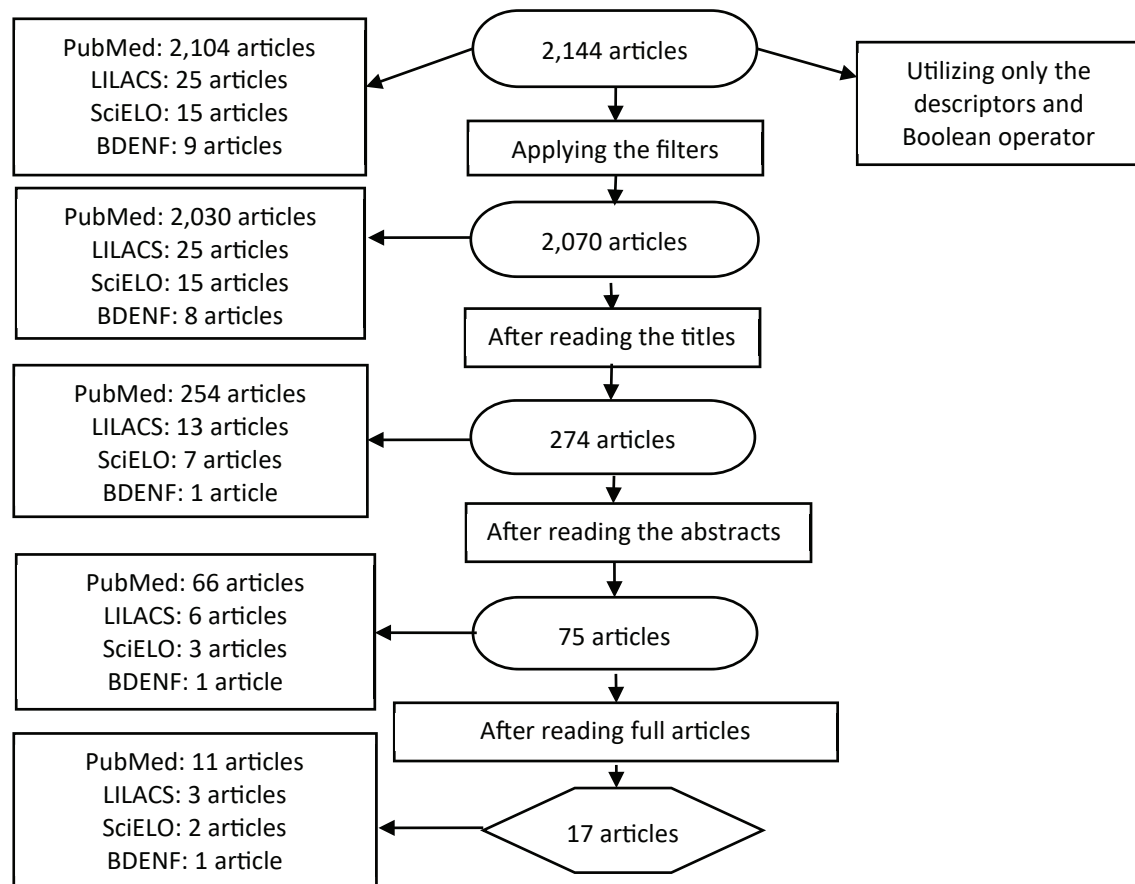 PubMed: 2,104 articles
LILACS: 25 articles
SciELO: 15 articles
BDENF: 9 articles
2,144 articles
Utilizing only the
descriptors and
Boolean operator
Applying the filters
PubMed: 2,030 articles
LILACS: 25 articles
SciELO: 15 articles
BDENF: 8 articles
2,070 articles
After reading the titles
PubMed: 254 articles
LILACS: 13 articles
SciELO: 7 articles
BDENF: 1 article
274 articles
After reading the abstracts
PubMed: 66 articles
LILACS: 6 articles
SciELO: 3 articles
BDENF: 1 article
75 articles
After reading full articles
PubMed: 11 articles
LILACS: 3 articles
SciELO: 2 articles
BDENF: 1 article
17 articles